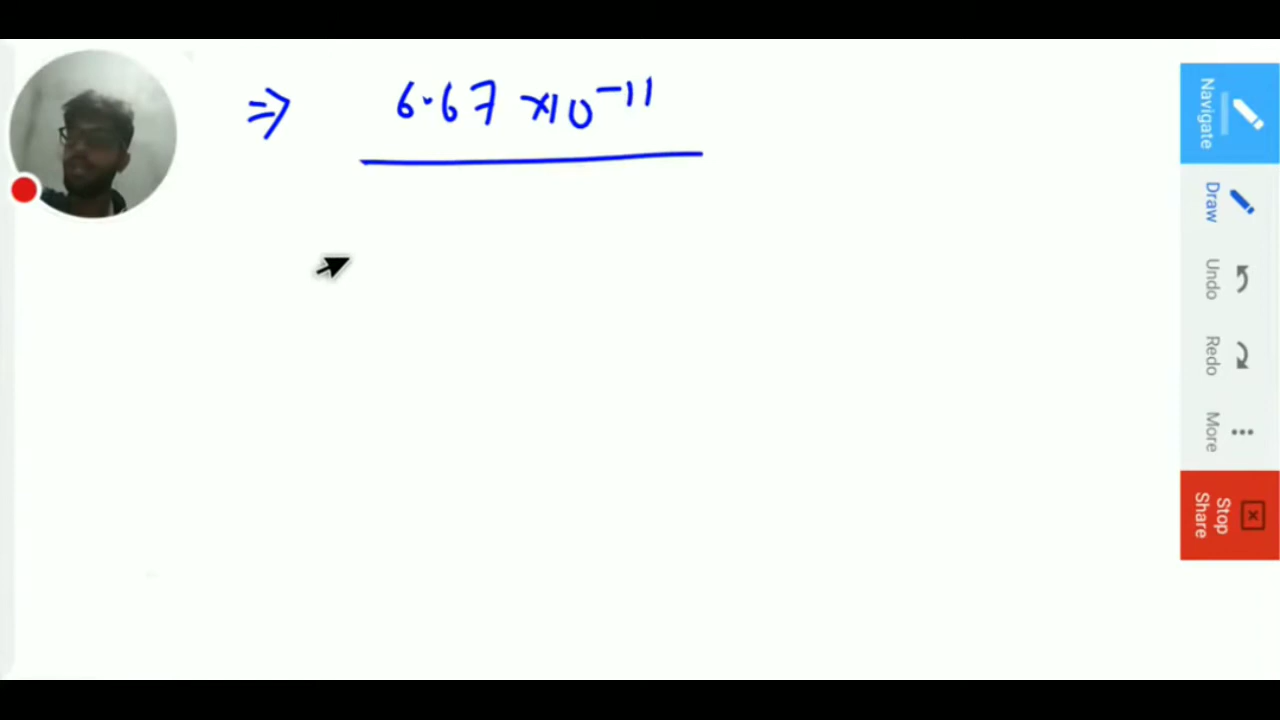 ⇒ 6.67 × 10⁻¹¹
Navigate
Draw
Undo
Redo
More
Stop
Share